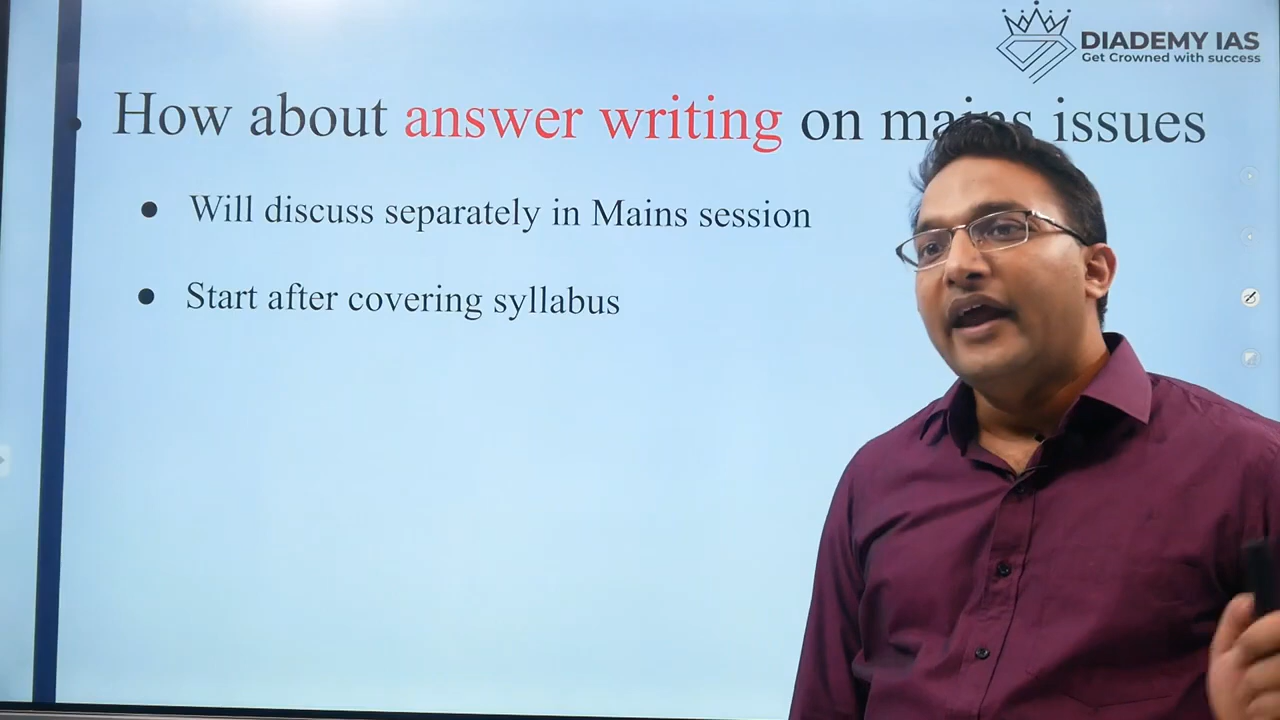 DIADEMY IAS
Get Crowned with success
How about answer writing on mains issues
Will discuss separately in Mains session
Start after covering syllabus